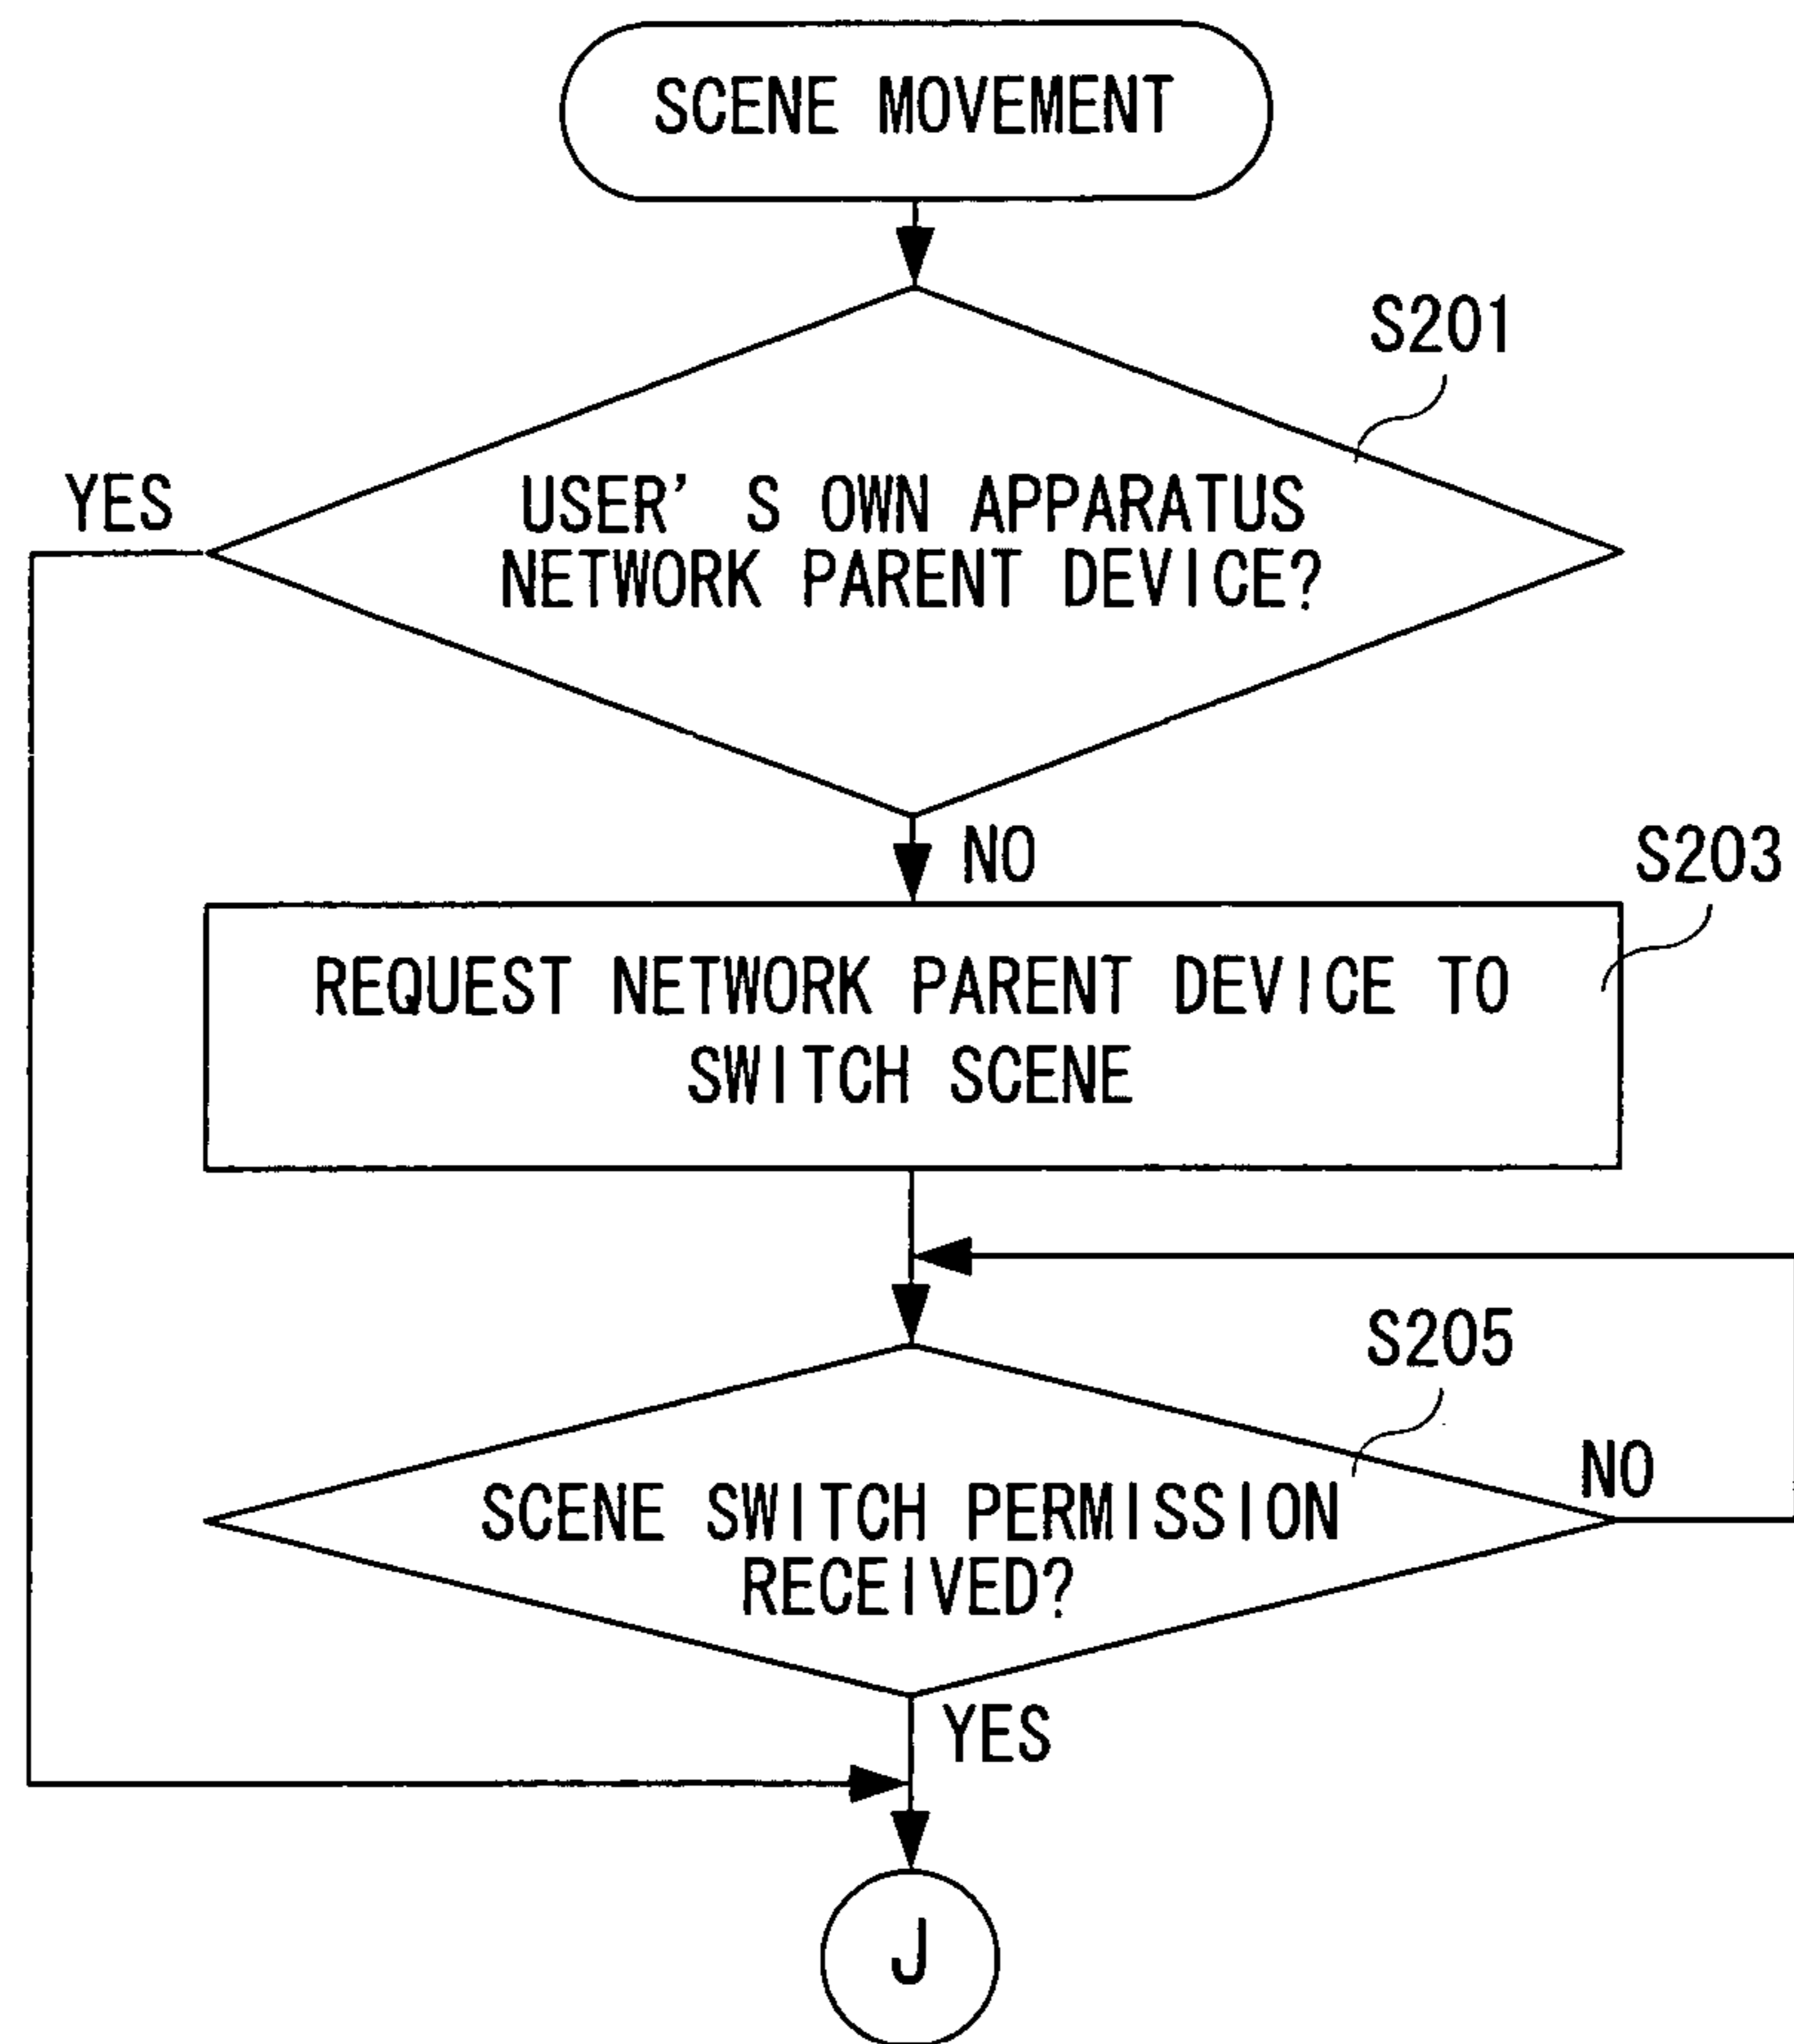 SCENE MOVEMENT
S201
YES
USER'S OWN APPARATUS
NETWORK PARENT DEVICE?
NO
S203
REQUEST NETWORK PARENT DEVICE TO
SWITCH SCENE
S205
NO
SCENE SWITCH PERMISSION
RECEIVED?
YES
J